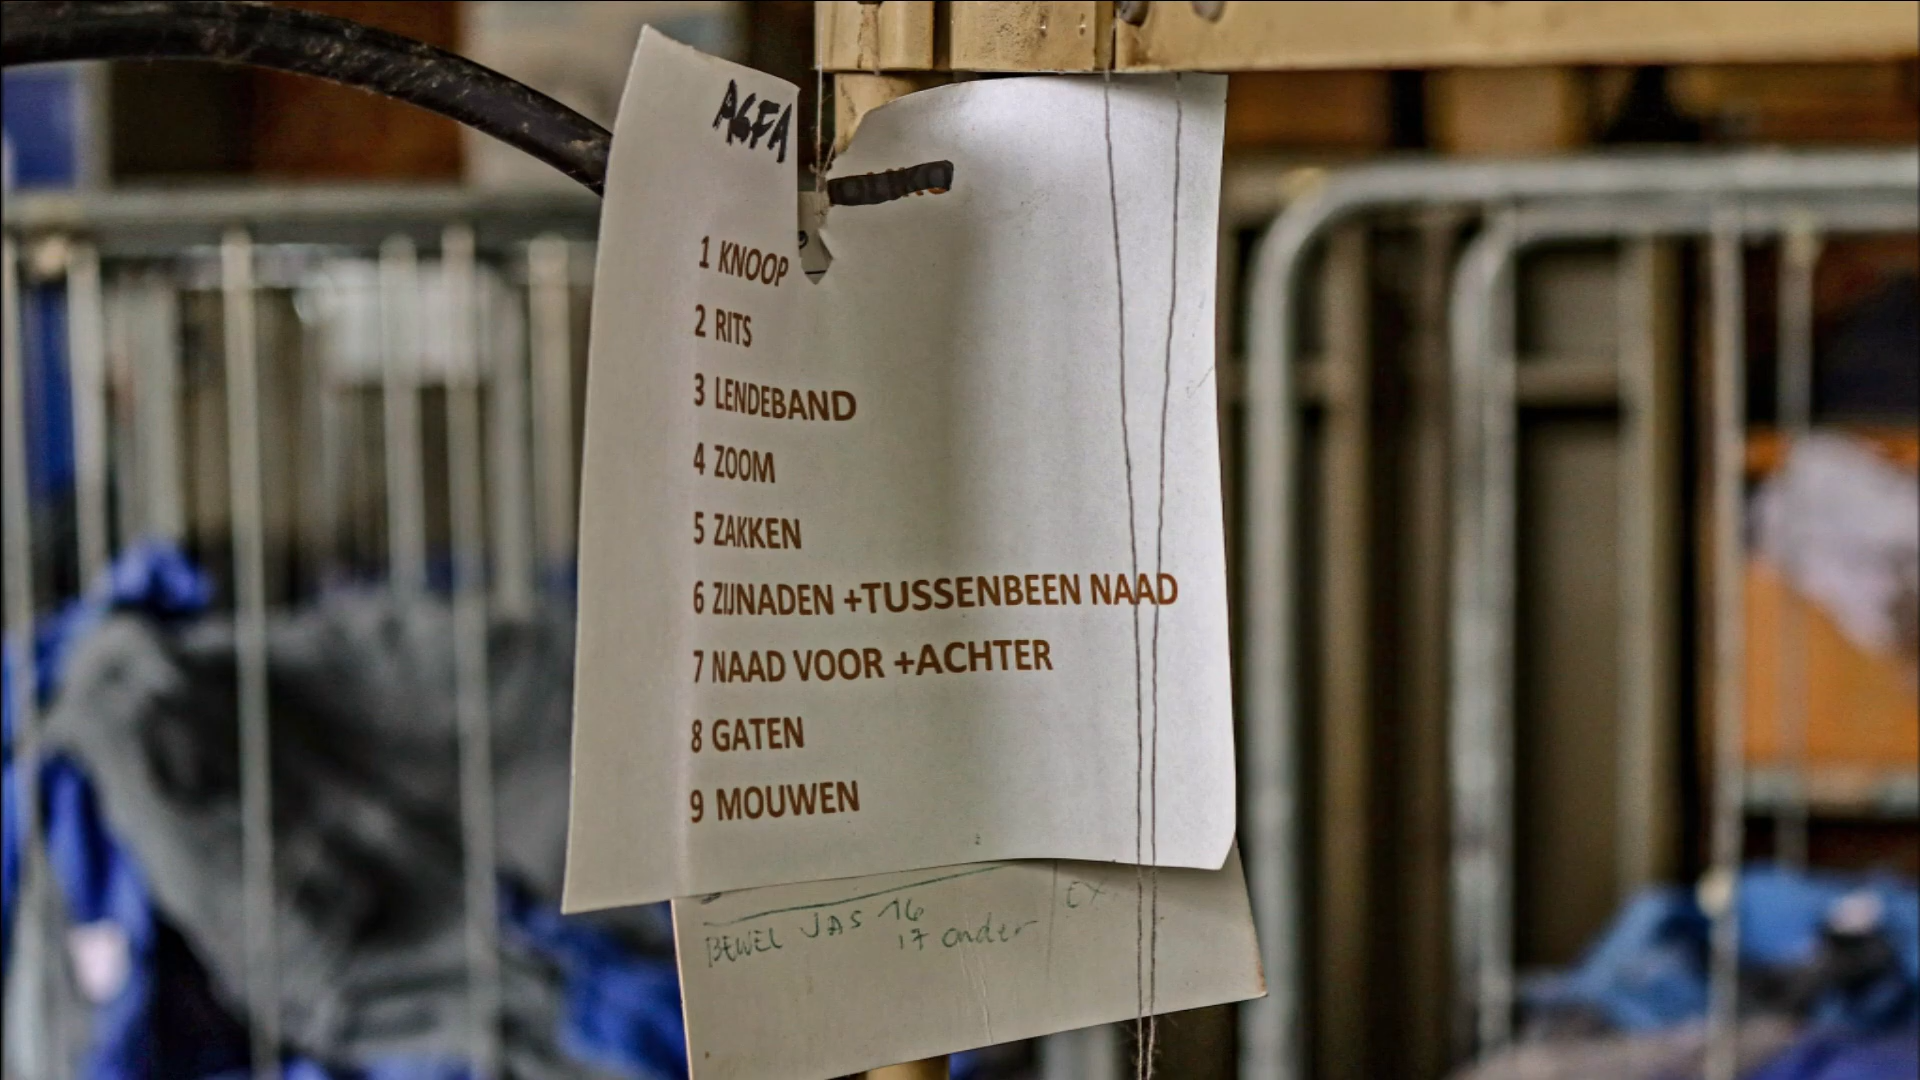 AGFA
1 KNOOP
2 RITS
3 LENDEBAND
4 ZOOM
5 ZAKKEN
6 ZIJNADEN +TUSSENBEEN NAAD
7 NAAD VOOR +ACHTER
8 GATEN
9 MOUWEN
BEWEL JAS 16
17 onder